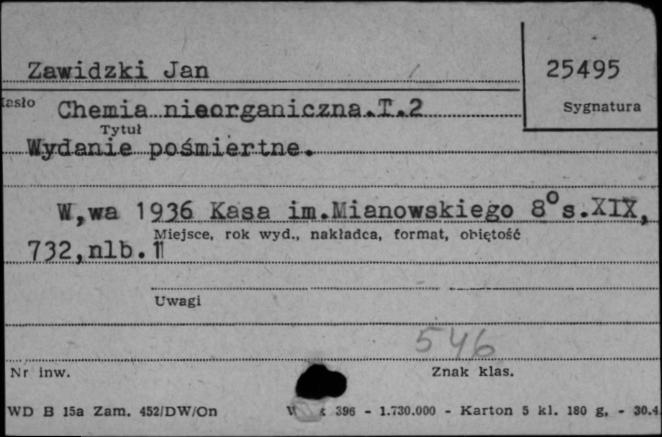 Zawidzki Jan
25495
Sygnatura
Chemia nieorganiczna.T.2
Tytuł
Wydanie pośmiertne.
W,wa 1936 Kasa im.Mianowskiego 8° s.XIX,
Miejsce, rok wyd., nakładca, format, obiętość
732,nlb.1
Uwagi
546
Nr inw.
Znak klas.
WD B 15a Zam. 452/DW/On 396 - 1.730.000 - Karton 5 kl. 180 g. - 30.4